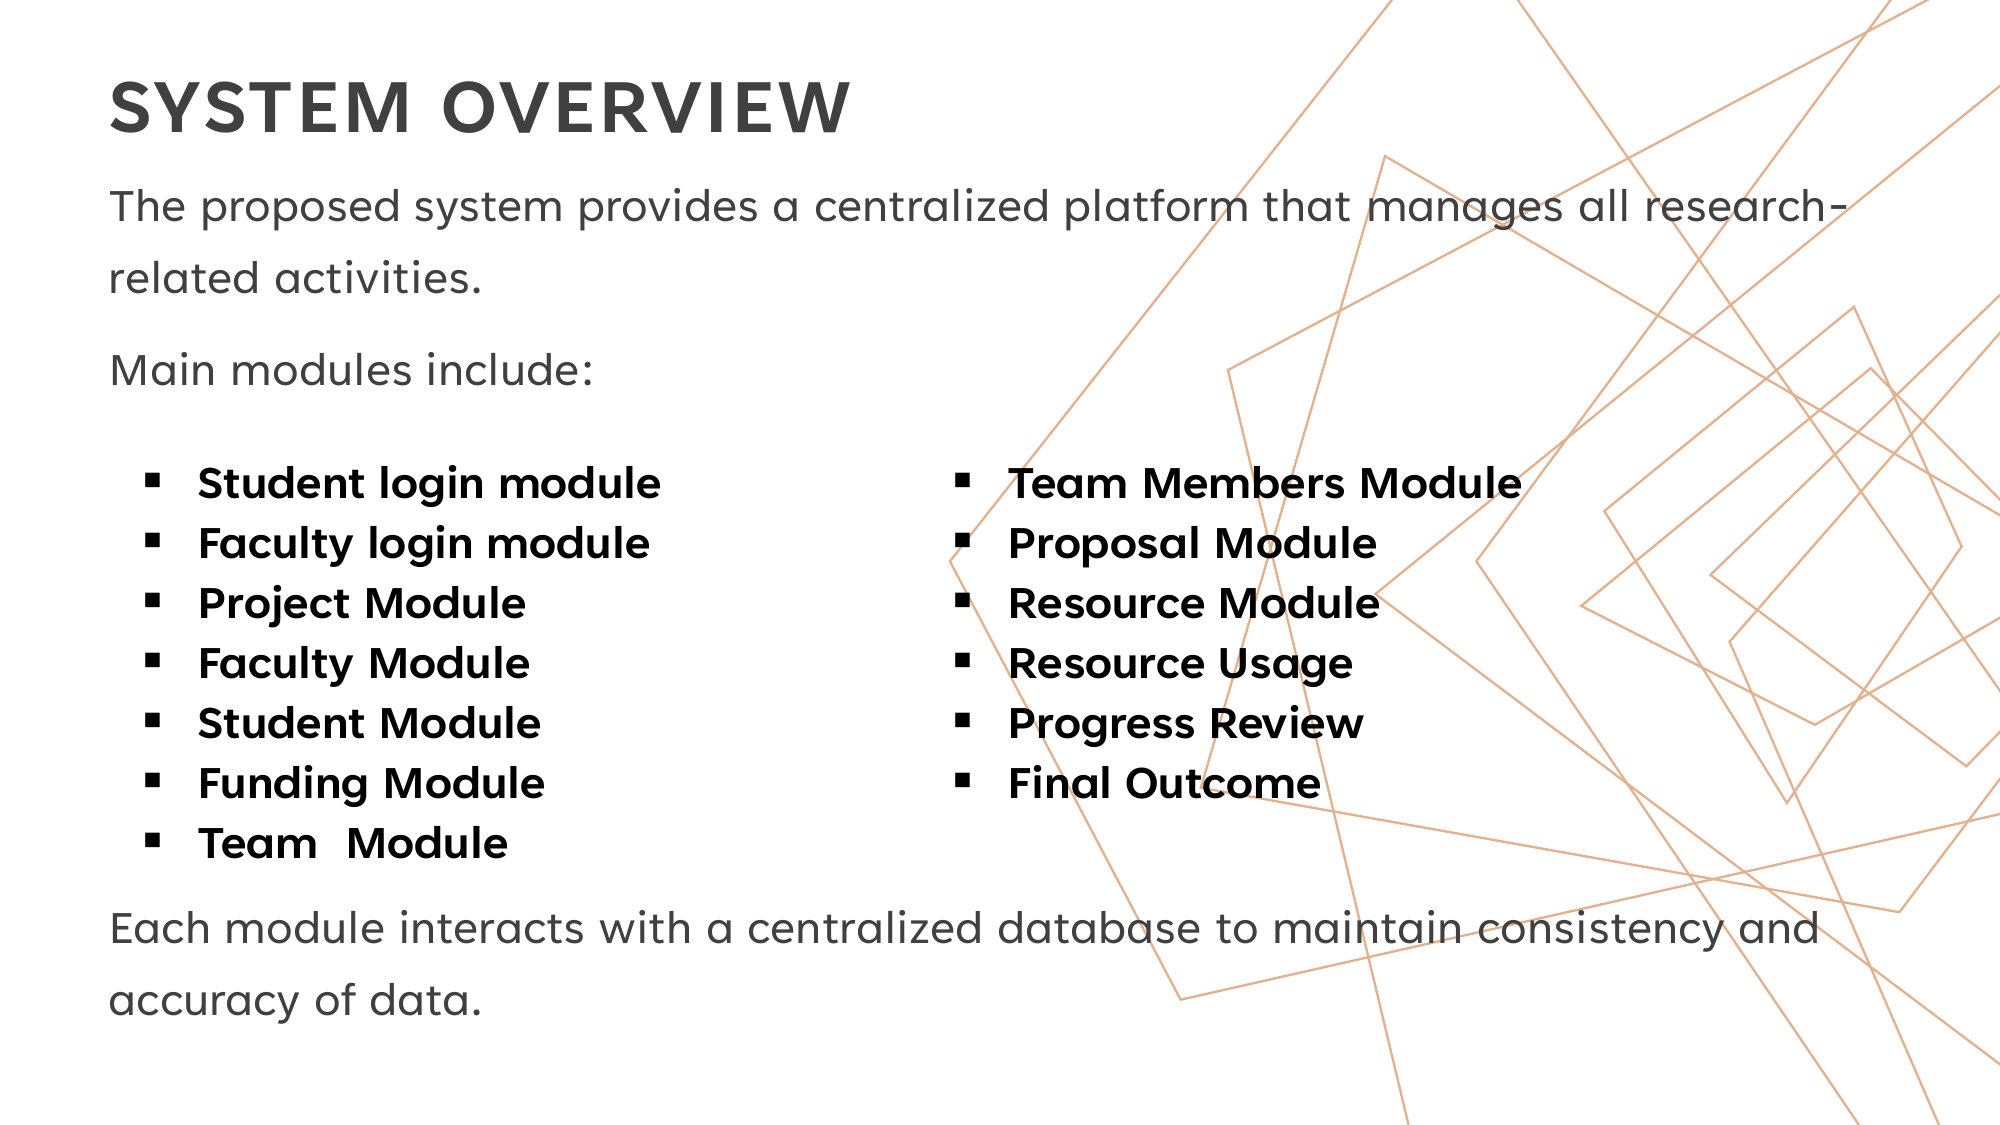 SYSTEM OVERVIEW
The proposed system provides a centralized platform that manages all research-
related activities.
Main modules include:
▪ Student login module
▪ Faculty login module
▪ Project Module
▪ Faculty Module
▪ Student Module
▪ Funding Module
▪ Team  Module
▪ Team Members Module
▪ Proposal Module
▪ Resource Module
▪ Resource Usage
▪ Progress Review
▪ Final Outcome
Each module interacts with a centralized database to maintain consistency and
accuracy of data.